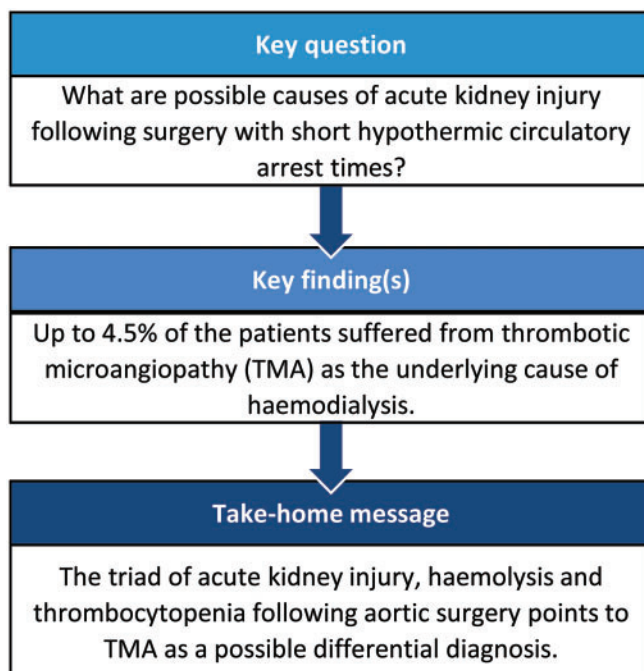 Key question
What are possible causes of acute kidney injury
following surgery with short hypothermic circulatory
arrest times?
Key finding(s)
Up to 4.5% of the patients suffered from thrombotic
microangiopathy (TMA) as the underlying cause of
haemodialysis.
Take-home message
The triad of acute kidney injury, haemolysis and
thrombocytopenia following aortic surgery points to
TMA as a possible differential diagnosis.